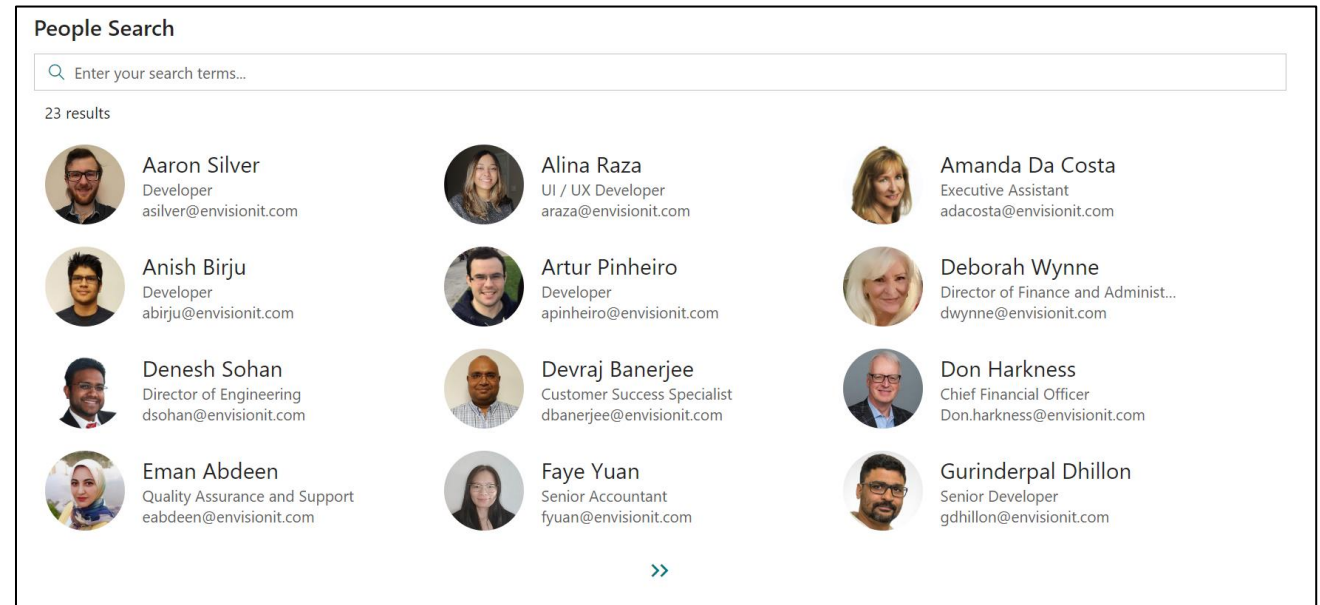 People Search
Enter your search terms...
23 results
Aaron Silver
Developer
asilver@envisionit.com
Alina Raza
UI / UX Developer
araza@envisionit.com
Amanda Da Costa
Executive Assistant
adacosta@envisionit.com
Anish Birju
Developer
abirju@envisionit.com
Artur Pinheiro
Developer
apinheiro@envisionit.com
Deborah Wynne
Director of Finance and Administ...
dwynne@envisionit.com
Denesh Sohan
Director of Engineering
dsohan@envisionit.com
Devraj Banerjee
Customer Success Specialist
dbanerjee@envisionit.com
Don Harkness
Chief Financial Officer
Don.harkness@envisionit.com
Eman Abdeen
Quality Assurance and Support
eabdeen@envisionit.com
Faye Yuan
Senior Accountant
fyuan@envisionit.com
Gurinderpal Dhillon
Senior Developer
gdhillon@envisionit.com